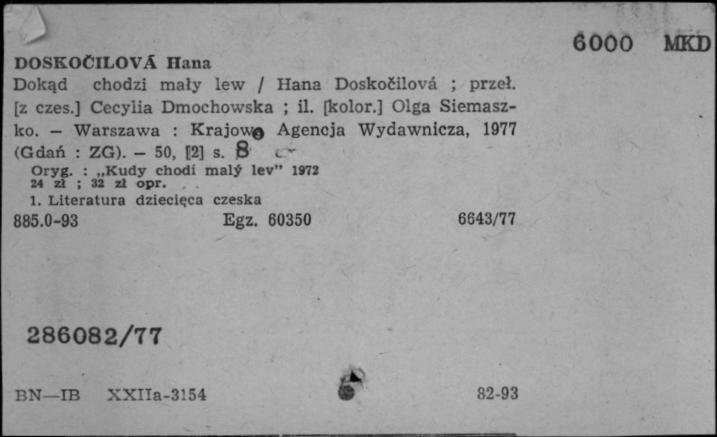 6000 MKD
DOSKOČILOVÁ Hana
Dokąd chodzi mały lew / Hana Doskočilová ; przeł.
[z czes.] Cecylia Dmochowska ; il. [kolor.] Olga Siemasz-
ko. — Warszawa : Krajowa Agencja Wydawnicza, 1977
(Gdań : ZG). — 50, [2] s. 8
Oryg. : „Kudy chodí malý lev” 1972
24 zł ; 32 zł opr.
1. Literatura dziecięca czeska
885.0-93 Egz. 60350 6643/77
286082/77
BN—IB XXIIa-3154 82-93